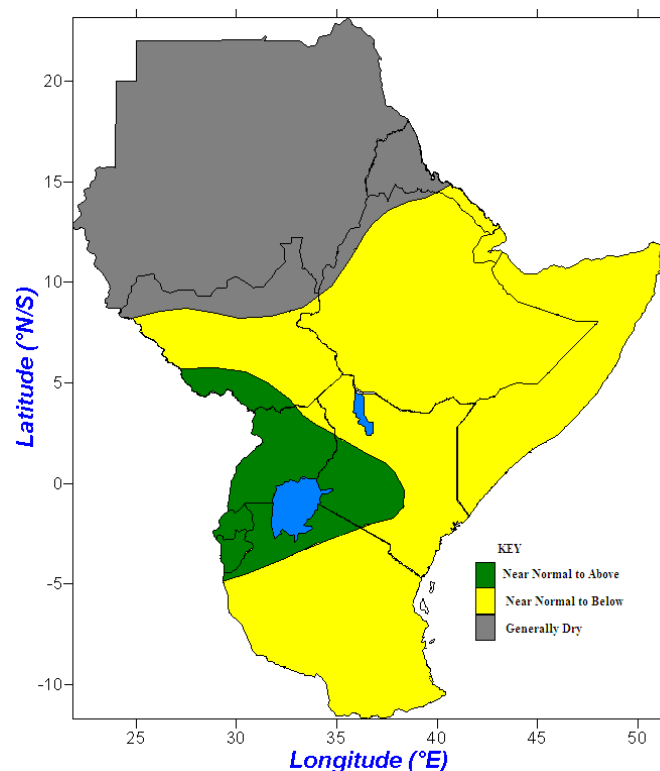 20
15
10
5
0
-5
-10
Latitude (°N/S)
KEY
Near Normal to Above
Near Normal to Below
Generally Dry
25 30 35 40 45 50
Longitude (°E)